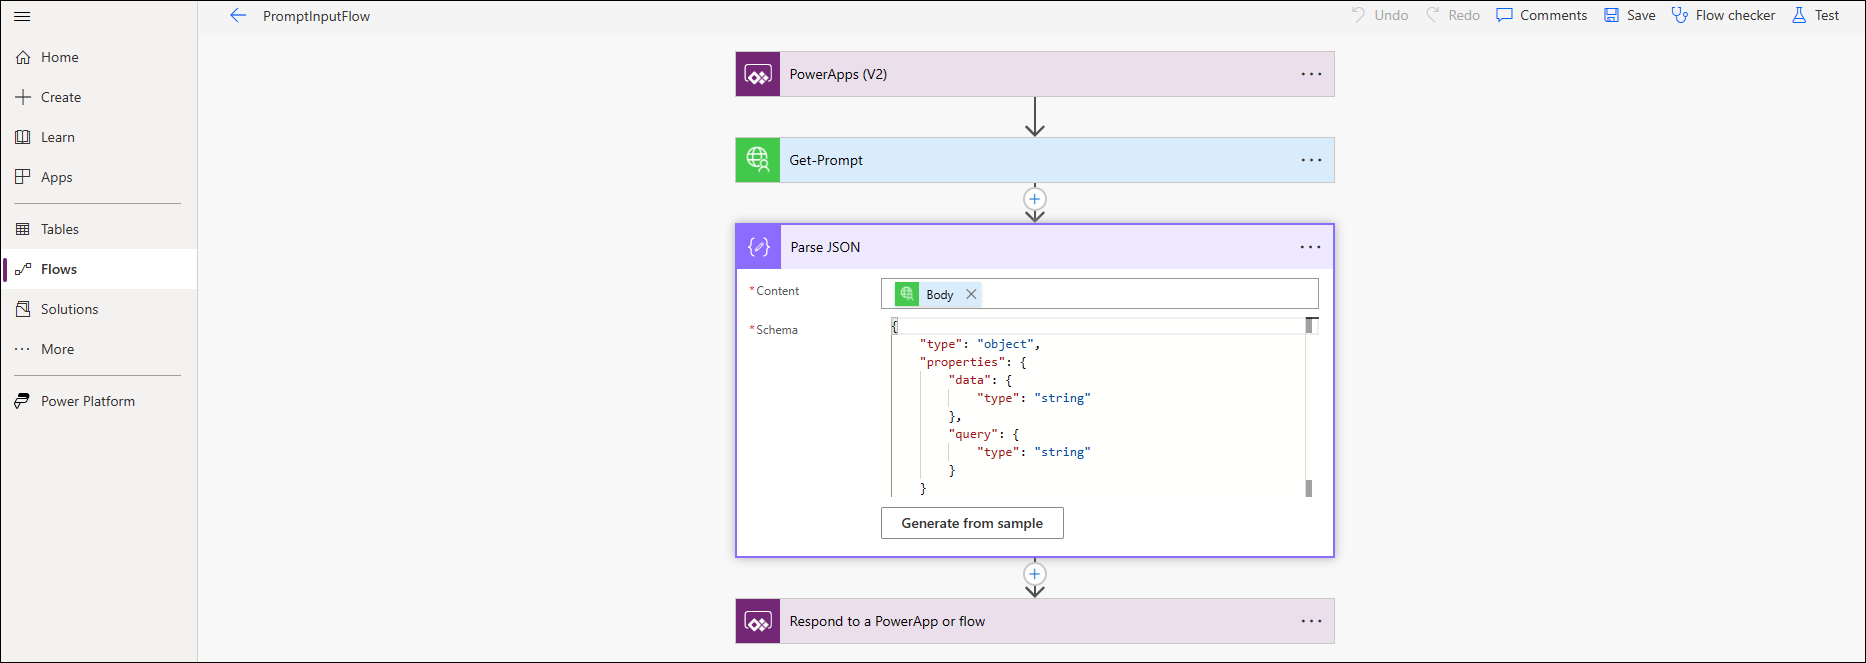 PromptInputFlow
Undo
Redo
Comments
Save
Flow checker
Test
Home
Create
Learn
Apps
Tables
Flows
Solutions
More
Power Platform
PowerApps (V2)
Get-Prompt
Parse JSON
*Content
Body
*Schema
{
"type": "object",
"properties": {
"data": {
"type": "string"
},
"query": {
"type": "string"
}
}
Generate from sample
Respond to a PowerApp or flow